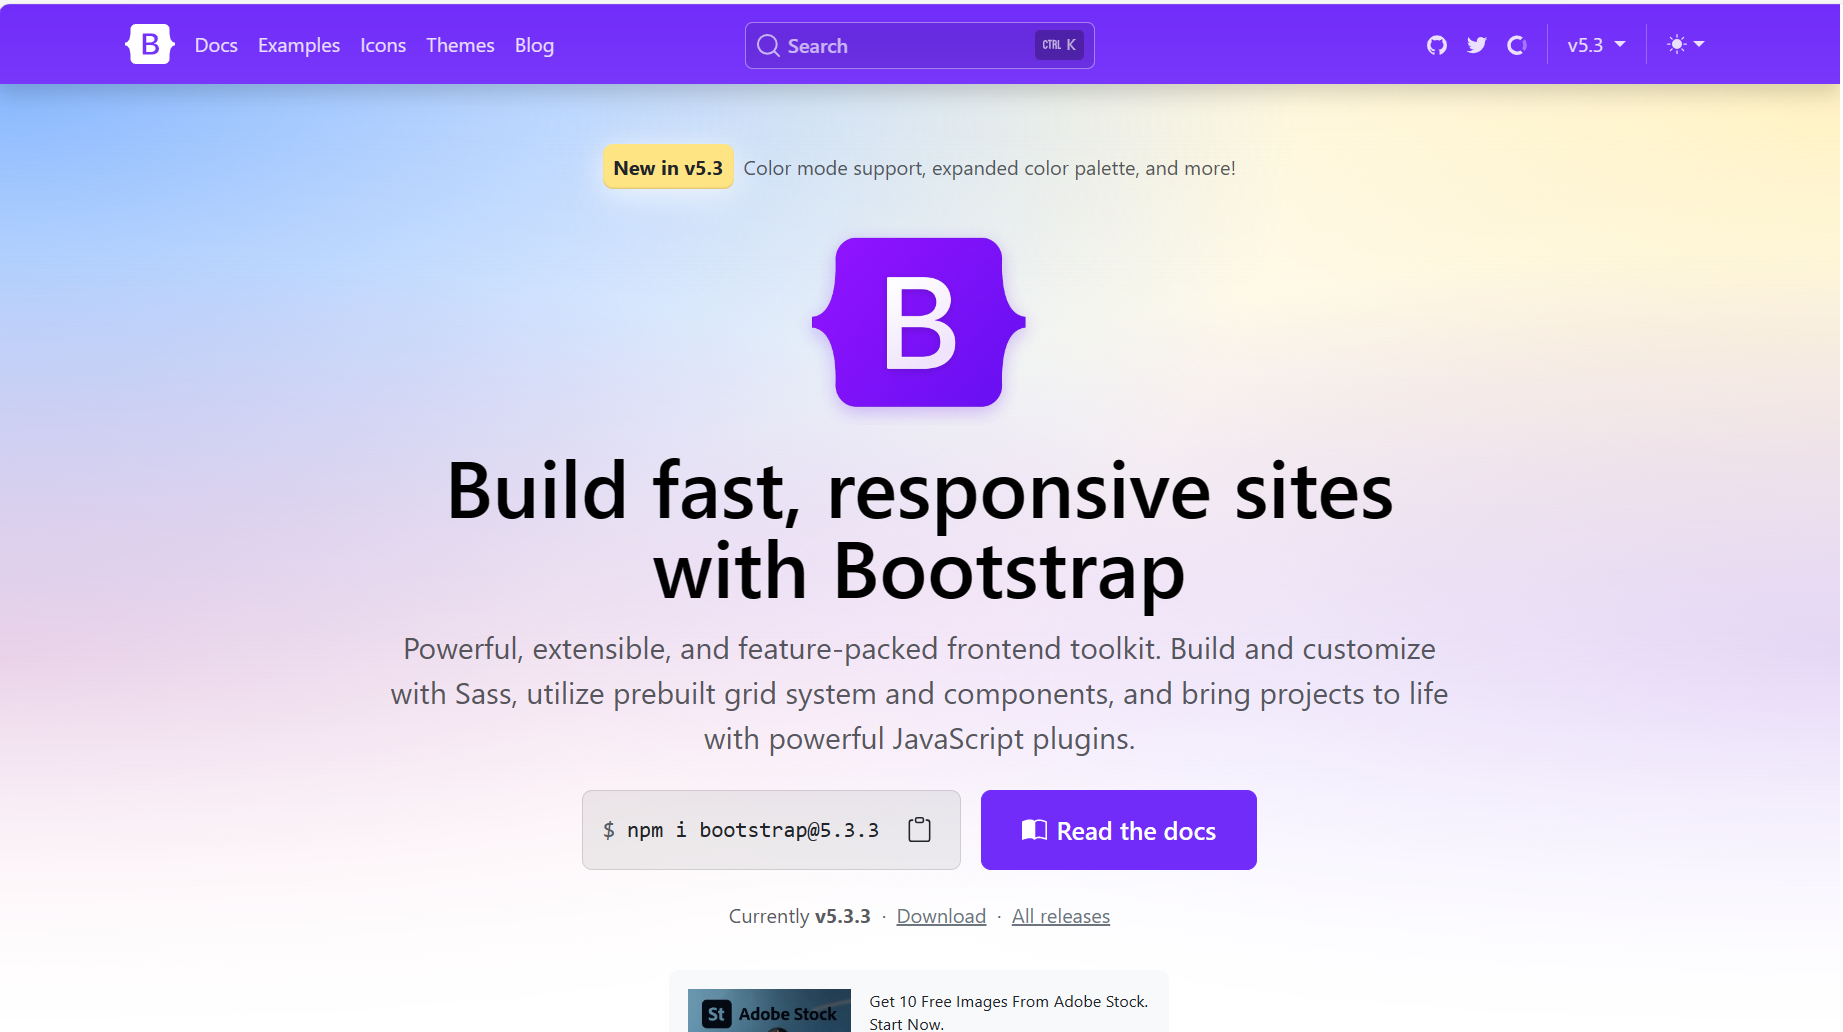 B Docs Examples Icons Themes Blog Search CTRL K v5.3
New in v5.3 Color mode support, expanded color palette, and more!
B
Build fast, responsive sites
with Bootstrap
Powerful, extensible, and feature-packed frontend toolkit. Build and customize
with Sass, utilize prebuilt grid system and components, and bring projects to life
with powerful JavaScript plugins.
$ npm i bootstrap@5.3.3 Read the docs
Currently v5.3.3 · Download · All releases
St Adobe Stock
Get 10 Free Images From Adobe Stock.
Start Now.